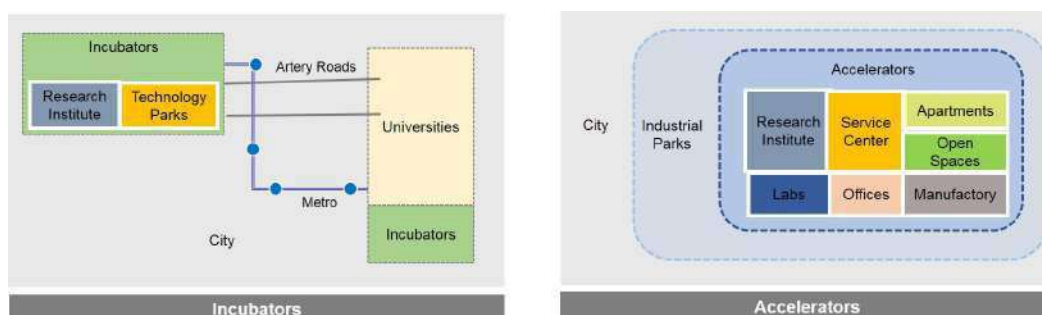 Incubators
Research
Institute
Technology
Parks
Artery Roads
Universities
Metro
City
Incubators
Incubators
City
Industrial
Parks
Accelerators
Research
Institute
Service
Center
Apartments
Open
Spaces
Labs
Offices
Manufactory
Accelerators